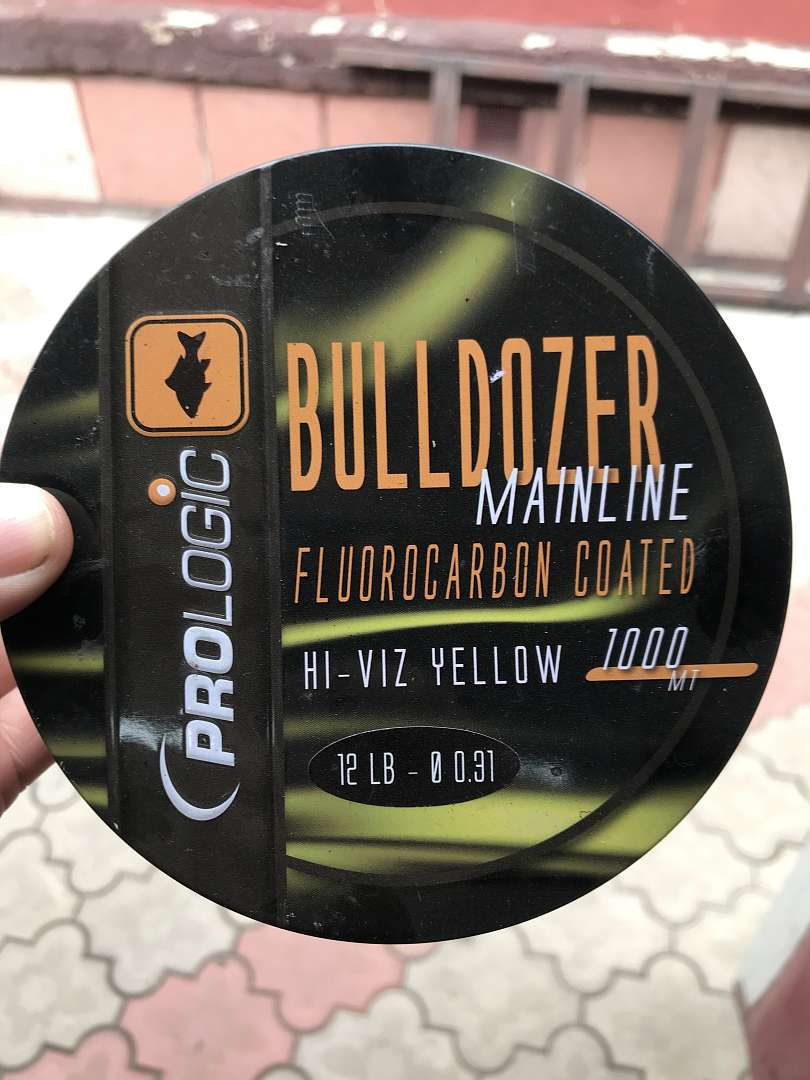 PROLOGIC
BULLDOZER
MAINLINE
FLUOROCARBON COATED
HI-VIZ YELLOW 1000
MT
12 LB - Ø 0.31